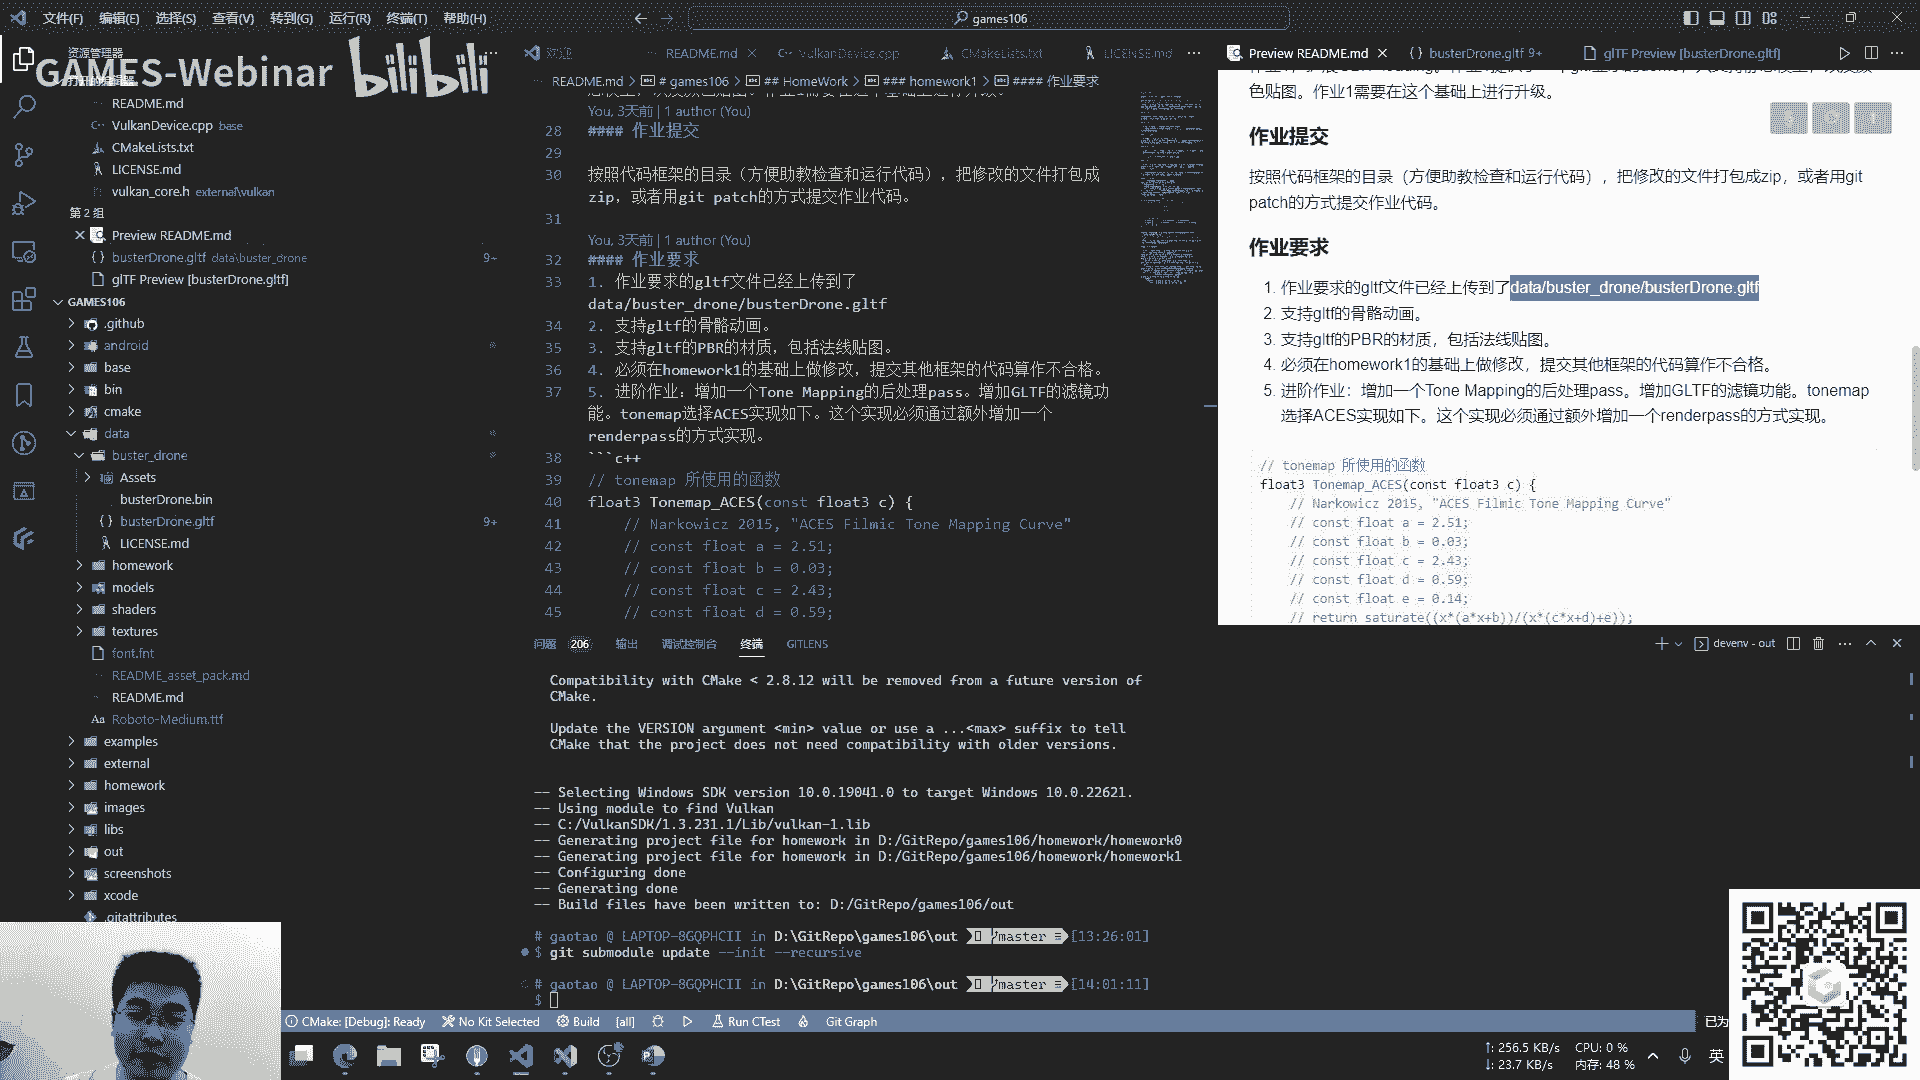 文件(F) 编辑(E) 选择(S) 查看(V) 转到(G) 运行(R) 终端(T) 帮助(H)
games106
GAMES-Webinar bilibili
资源管理器
README.md
VulkanDevice.cpp base
CMakeLists.txt
LICENSE.md
vulkan_core.h external\vulkan
第 2 组
Preview README.md
busterDrone.gltf data\buster_drone 9+
glTF Preview [busterDrone.gltf]
GAMES106
.github
android
base
bin
cmake
data
buster_drone
Assets
busterDrone.bin
busterDrone.gltf 9+
LICENSE.md
homework
models
shaders
textures
font.fnt
README_asset_pack.md
README.md
Roboto-Medium.ttf
examples
external
homework
images
libs
out
screenshots
xcode
.gitattributes
欢迎 README.md VulkanDevice.cpp CMakeLists.txt LICENSE.md
README.md > # games106 > ## HomeWork > ### homework1 > #### 作业要求
You, 3天前 | 1 author (You)
28 #### 作业提交
29
30 按照代码框架的目录（方便助教检查和运行代码），把修改的文件打包成
zip，或者用git patch的方式提交作业代码。
31
You, 3天前 | 1 author (You)
32 #### 作业要求
33 1. 作业要求的gltf文件已经上传到了
data/buster_drone/busterDrone.gltf
34 2. 支持gltf的骨骼动画。
35 3. 支持gltf的PBR的材质，包括法线贴图。
36 4. 必须在homework1的基础上做修改，提交其他框架的代码算作不合格。
37 5. 进阶作业：增加一个Tone Mapping的后处理pass。增加GLTF的滤镜功
能。tonemap选择ACES实现如下。这个实现必须通过额外增加一个
renderpass的方式实现。
38 ```c++
39 // tonemap 所使用的函数
40 float3 Tonemap_ACES(const float3 c) {
41 // Narkowicz 2015, "ACES Filmic Tone Mapping Curve"
42 // const float a = 2.51;
43 // const float b = 0.03;
44 // const float c = 2.43;
45 // const float d = 0.59;
Preview README.md busterDrone.gltf 9+ glTF Preview [busterDrone.gltf]
色贴图。作业1需要在这个基础上进行升级。
作业提交
按照代码框架的目录（方便助教检查和运行代码），把修改的文件打包成zip，或者用git
patch的方式提交作业代码。
作业要求
1. 作业要求的gltf文件已经上传到了data/buster_drone/busterDrone.gltf
2. 支持gltf的骨骼动画。
3. 支持gltf的PBR的材质，包括法线贴图。
4. 必须在homework1的基础上做修改，提交其他框架的代码算作不合格。
5. 进阶作业：增加一个Tone Mapping的后处理pass。增加GLTF的滤镜功能。tonemap
选择ACES实现如下。这个实现必须通过额外增加一个renderpass的方式实现。
// tonemap 所使用的函数
float3 Tonemap_ACES(const float3 c) {
// Narkowicz 2015, "ACES Filmic Tone Mapping Curve"
// const float a = 2.51;
// const float b = 0.03;
// const float c = 2.43;
// const float d = 0.59;
// const float e = 0.14;
// return saturate((x*(a*x+b))/(x*(c*x+d)+e));
问题 206 输出 调试控制台 终端 GITLENS
devenv - out
Compatibility with CMake < 2.8.12 will be removed from a future version of
CMake.
Update the VERSION argument <min> value or use a ...<max> suffix to tell
CMake that the project does not need compatibility with older versions.
-- Selecting Windows SDK version 10.0.19041.0 to target Windows 10.0.22621.
-- Using module to find Vulkan
-- C:/VulkanSDK/1.3.231.1/Lib/vulkan-1.lib
-- Generating project file for homework in D:/GitRepo/games106/homework/homework0
-- Generating project file for homework in D:/GitRepo/games106/homework/homework1
-- Configuring done
-- Generating done
-- Build files have been written to: D:/GitRepo/games106/out
# gaotao @ LAPTOP-8GQPHCII in D:\GitRepo\games106\out master ≡ [13:26:01]
$ git submodule update --init --recursive
# gaotao @ LAPTOP-8GQPHCII in D:\GitRepo\games106\out master ≡ [14:01:11]
$
CMake: [Debug]: Ready No Kit Selected Build [all] Run CTest Git Graph
已为
↑: 256.5 KB/s CPU: 0 %
↓: 23.7 KB/s 内存: 48 %
英